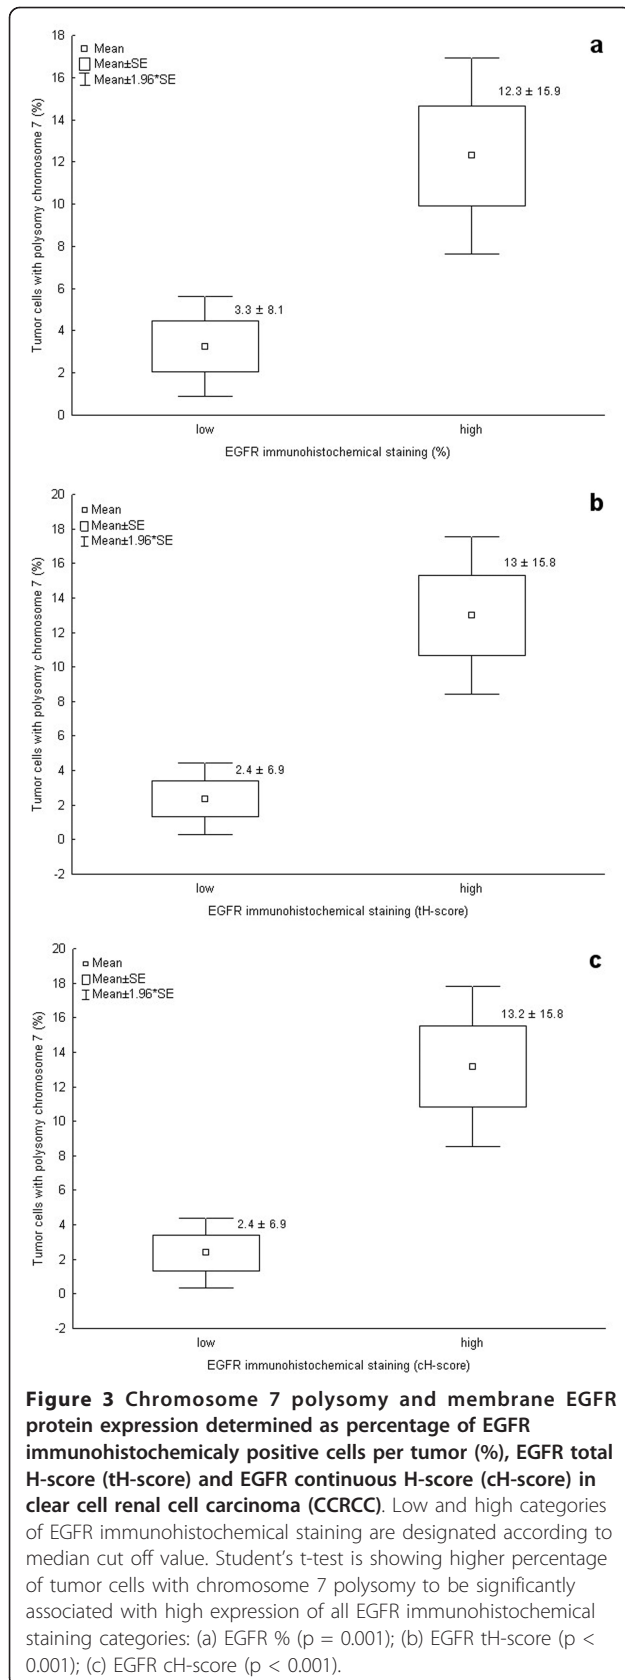 a
Mean
Mean±SE
Mean±1.96*SE
18
16
14
12
10
8
6
4
2
0
Tumor cells with polysomy chromosome 7 (%)
3.3 ± 8.1
12.3 ± 15.9
low
high
EGFR immunohistochemical staining (%)
b
Mean
Mean±SE
Mean±1.96*SE
20
18
16
14
12
10
8
6
4
2
0
-2
Tumor cells with polysomy chromosome 7 (%)
2.4 ± 6.9
13 ± 15.8
low
high
EGFR immunohistochemical staining (tH-score)
c
Mean
Mean±SE
Mean±1.96*SE
20
18
16
14
12
10
8
6
4
2
0
-2
Tumor cells with polysomy chromosome 7 (%)
2.4 ± 6.9
13.2 ± 15.8
low
high
EGFR immunohistochemical staining (cH-score)
Figure 3 Chromosome 7 polysomy and membrane EGFR
protein expression determined as percentage of EGFR
immunohistochemicaly positive cells per tumor (%), EGFR total
H-score (tH-score) and EGFR continuous H-score (cH-score) in
clear cell renal cell carcinoma (CCRCC). Low and high categories
of EGFR immunohistochemical staining are designated according to
median cut off value. Student's t-test is showing higher percentage
of tumor cells with chromosome 7 polysomy to be significantly
associated with high expression of all EGFR immunohistochemical
staining categories: (a) EGFR % (p = 0.001); (b) EGFR tH-score (p <
0.001); (c) EGFR cH-score (p < 0.001).